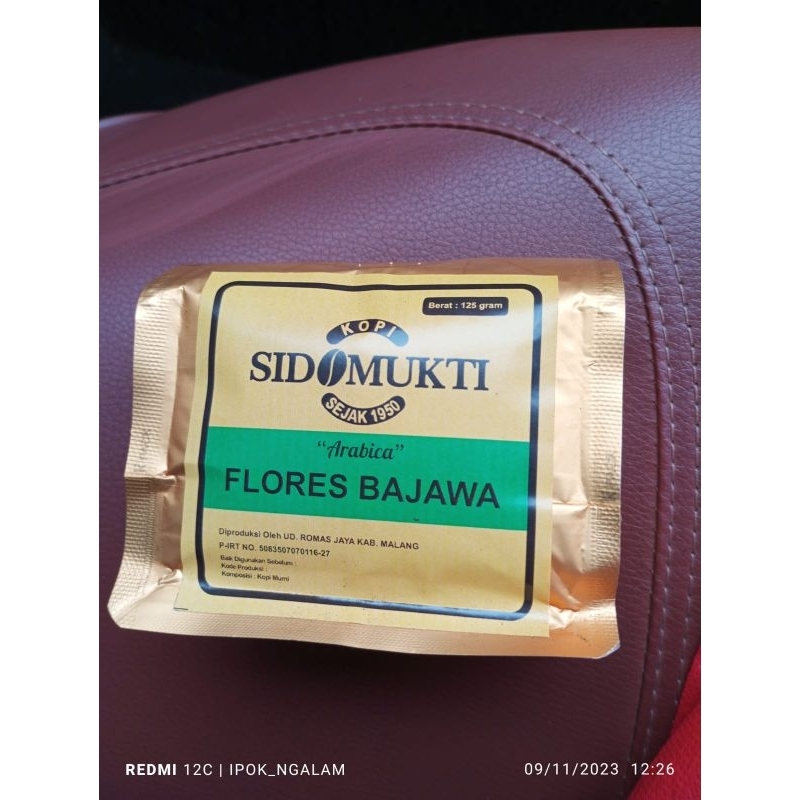 Berat : 125 gram
KOPI
SIDOMUKTI
SEJAK 1950
“Arabica”
FLORES BAJAWA
Diproduksi Oleh UD. ROMAS JAYA KAB. MALANG
P-IRT NO. 5083507070116-27
Baik Digunakan Sebelum :
Kode Produksi :
Komposisi : Kopi Murni
REDMI 12C | IPOK_NGALAM
09/11/2023 12:26